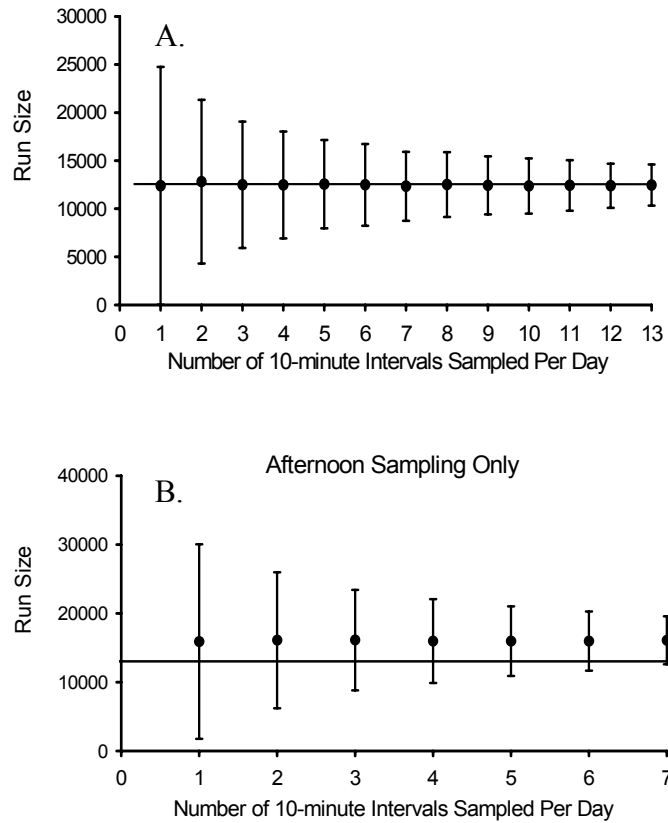 A.
30000
25000
20000
15000
10000
5000
0
Run Size
0 1 2 3 4 5 6 7 8 9 10 11 12 13
Number of 10-minute Intervals Sampled Per Day
Afternoon Sampling Only
B.
40000
30000
20000
10000
0
Run Size
0 1 2 3 4 5 6 7
Number of 10-minute Intervals Sampled Per Day